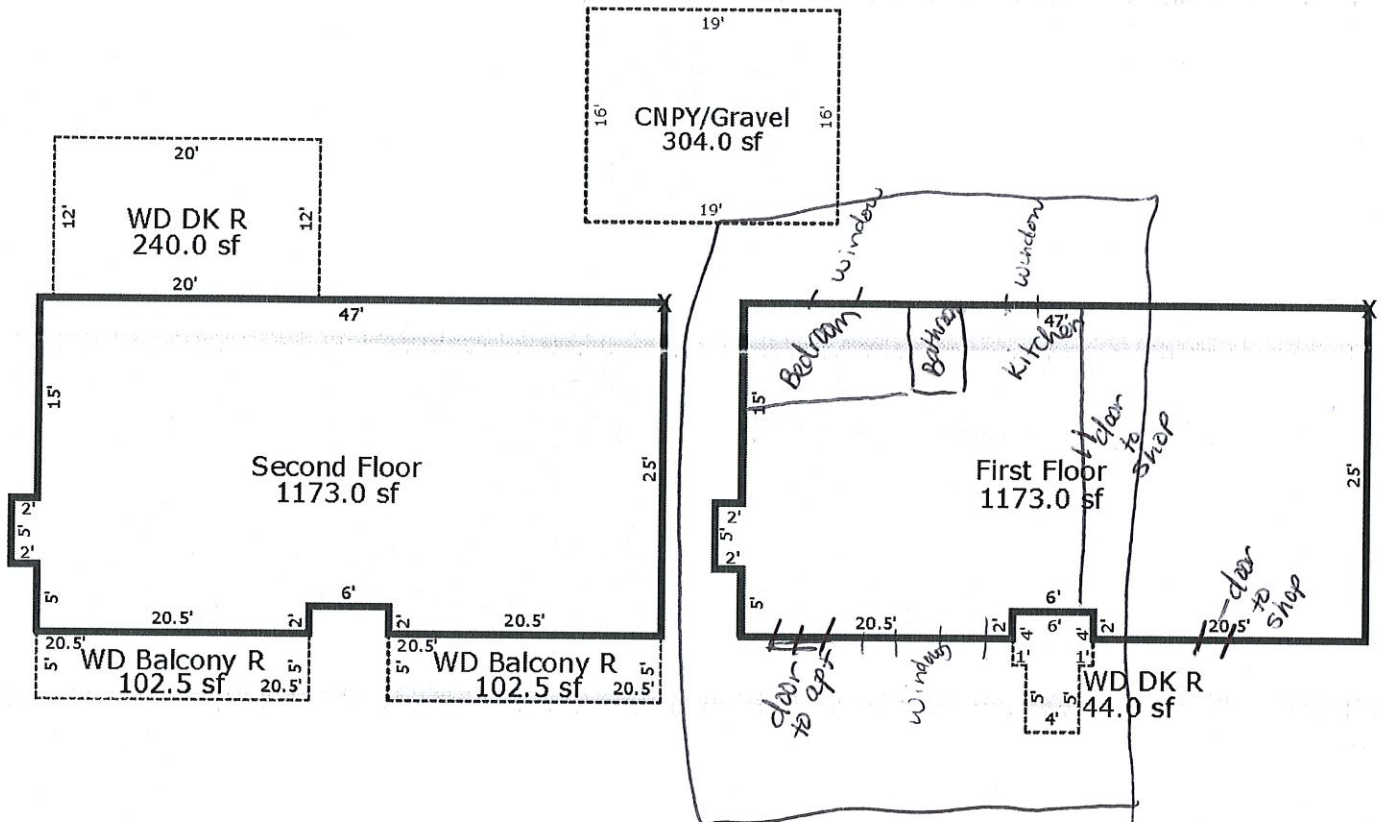 19'
16'
CNPY/Gravel
304.0 sf
16'
19'
20'
12'
WD DK R
240.0 sf
12'
20'
47'
15'
Second Floor
1173.0 sf
25'
2'
5'
2'
5'
20.5'
2'
6'
2'
20.5'
20.5'
5'
WD Balcony R
102.5 sf
5'
20.5'
20.5'
5'
WD Balcony R
102.5 sf
5'
20.5'
X
window
window
47'
X
Bedroom
Bathroom
Kitchen
15'
door
to
shop
First Floor
1173.0 sf
25'
2'
5'
2'
5'
20.5'
2'
6'
6'
2'
4'
4'
1'
1'
5'
5'
4'
20.5'
door
to
shop
door
to apt
windows
WD DK R
44.0 sf